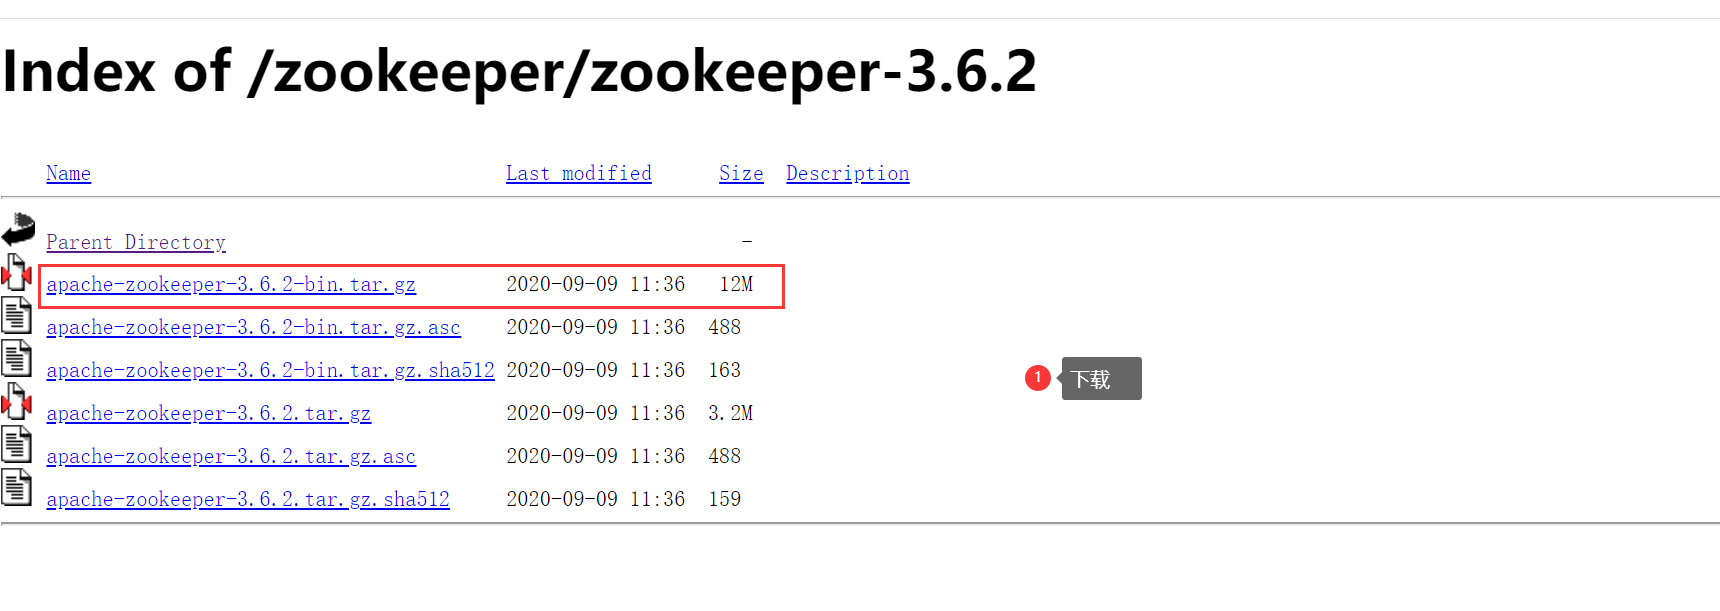 Index of /zookeeper/zookeeper-3.6.2
Name Last modified Size Description
Parent Directory -
apache-zookeeper-3.6.2-bin.tar.gz 2020-09-09 11:36 12M
apache-zookeeper-3.6.2-bin.tar.gz.asc 2020-09-09 11:36 488
apache-zookeeper-3.6.2-bin.tar.gz.sha512 2020-09-09 11:36 163
1 下载
apache-zookeeper-3.6.2.tar.gz 2020-09-09 11:36 3.2M
apache-zookeeper-3.6.2.tar.gz.asc 2020-09-09 11:36 488
apache-zookeeper-3.6.2.tar.gz.sha512 2020-09-09 11:36 159